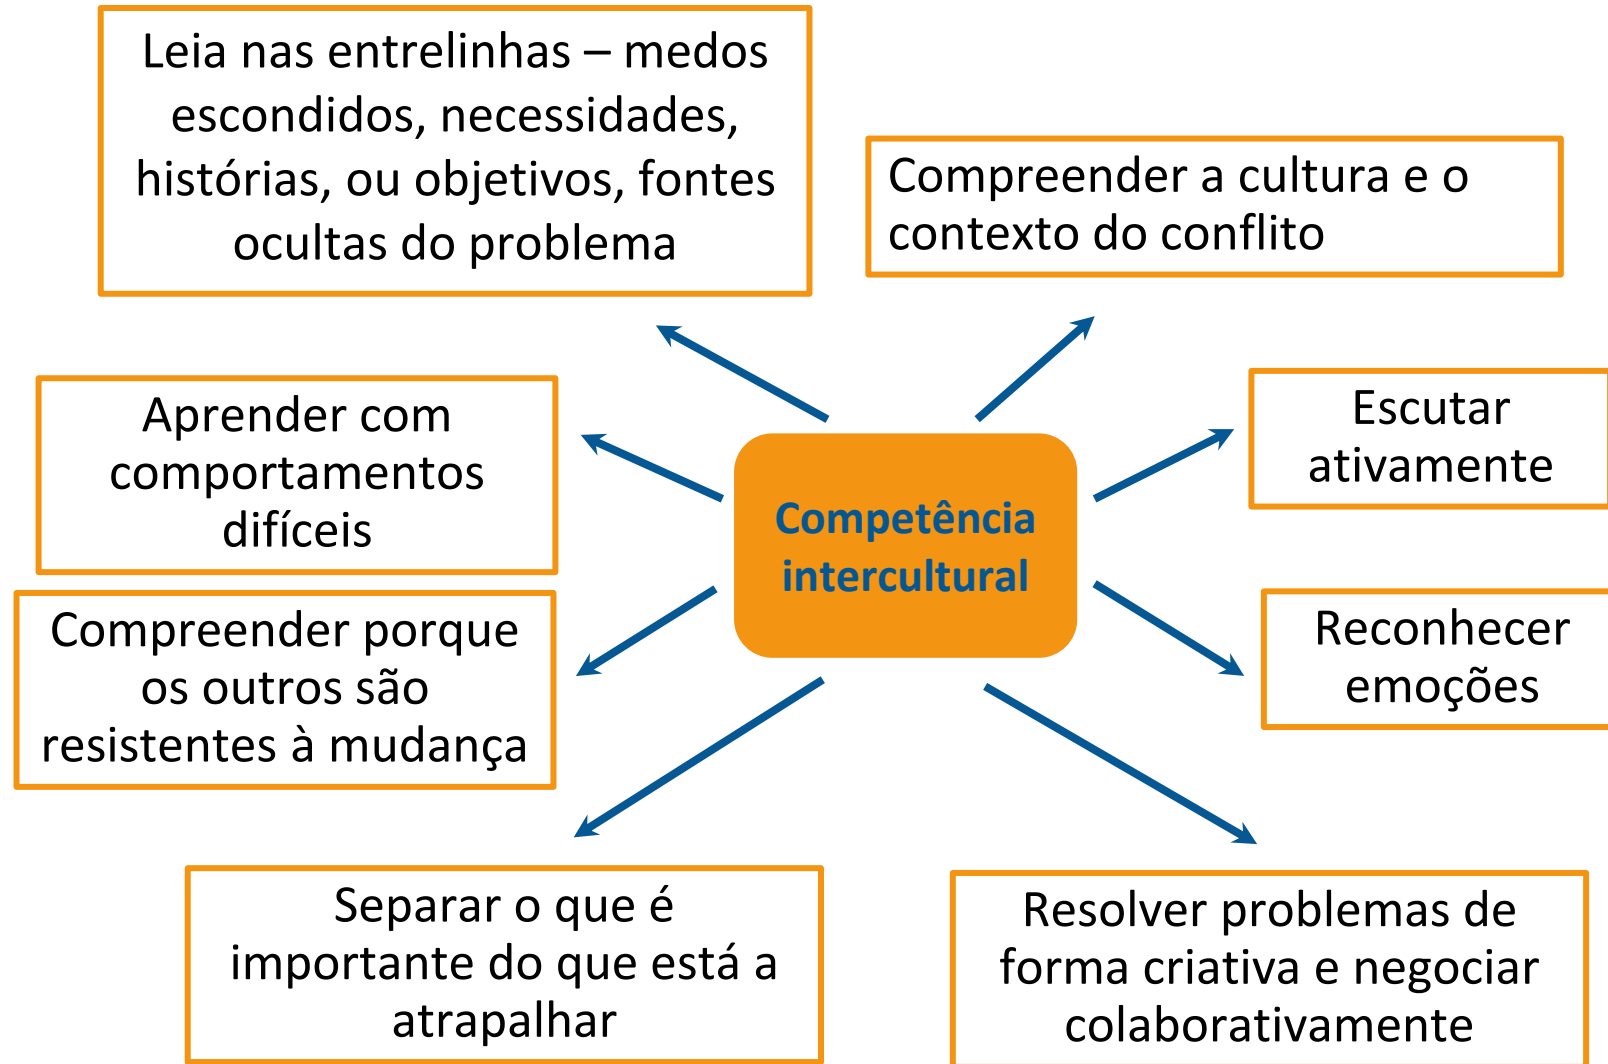 Leia nas entrelinhas – medos
escondidos, necessidades,
histórias, ou objetivos, fontes
ocultas do problema
Compreender a cultura e o
contexto do conflito
Aprender com
comportamentos
difíceis
Escutar
ativamente
Competência
intercultural
Compreender porque
os outros são
resistentes à mudança
Reconhecer
emoções
Separar o que é
importante do que está a
atrapalhar
Resolver problemas de
forma criativa e negociar
colaborativamente